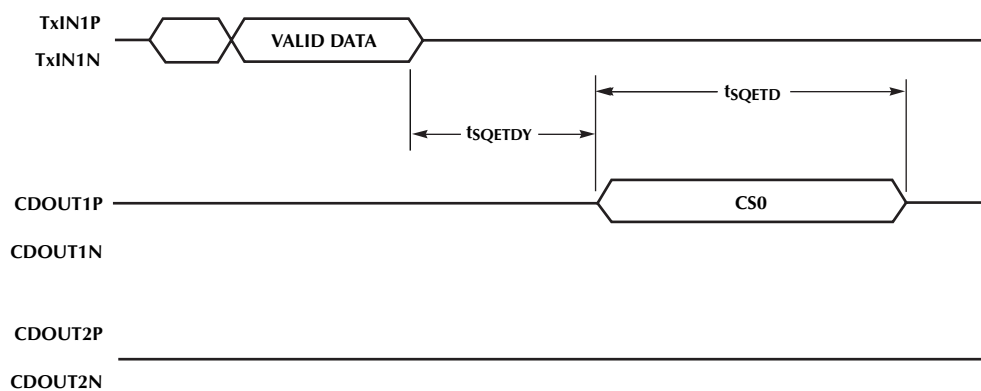 TxIN1P
TxIN1N
VALID DATA
tSQETD
tSQETDY
CDOUT1P
CS0
CDOUT1N
CDOUT2P
CDOUT2N